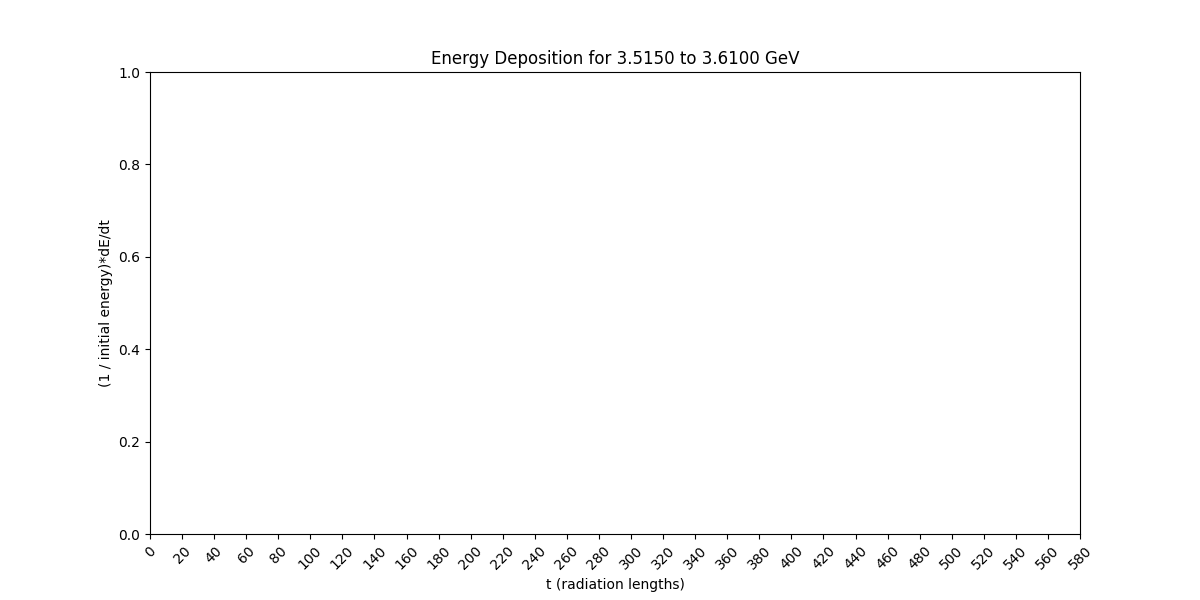 Energy Deposition for 3.5150 to 3.6100 GeV
1.0
0.8
0.6
0.4
0.2
0.0
(1 / initial energy)*dE/dt
0 20 40 60 80 100 120 140 160 180 200 220 240 260 280 300 320 340 360 380 400 420 440 460 480 500 520 540 560 580
t (radiation lengths)